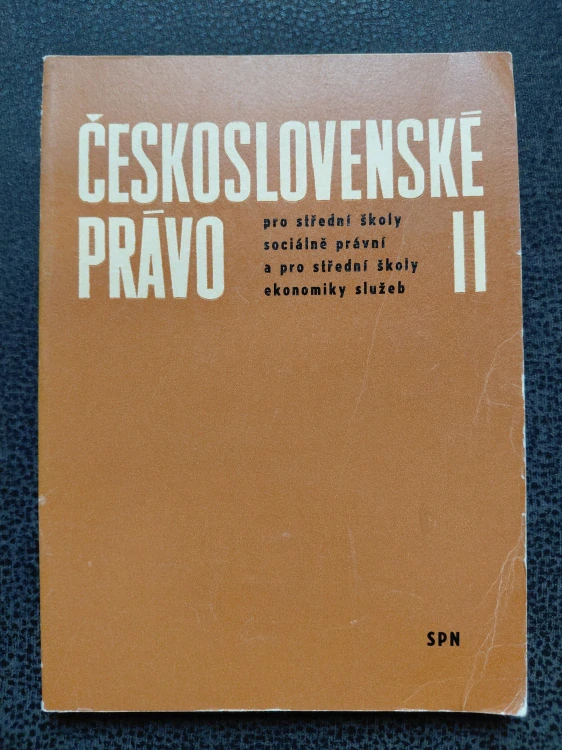 ČESKOSLOVENSKÉ
PRÁVO II
pro střední školy
sociálně právní
a pro střední školy
ekonomiky služeb
SPN